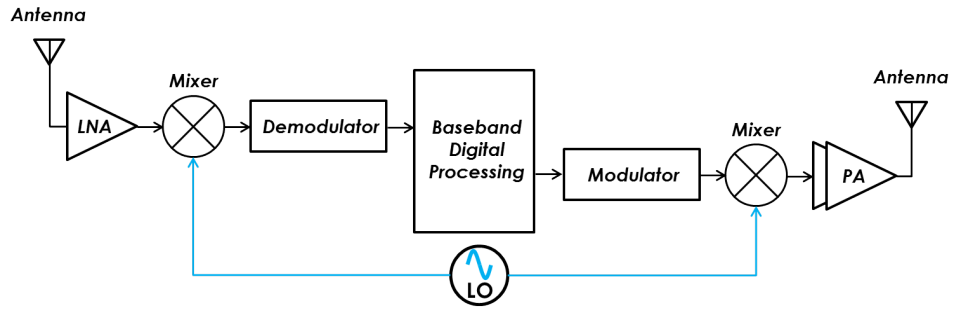 Antenna
Mixer
LNA
Demodulator
Baseband
Digital
Processing
Modulator
Mixer
Antenna
PA
LO